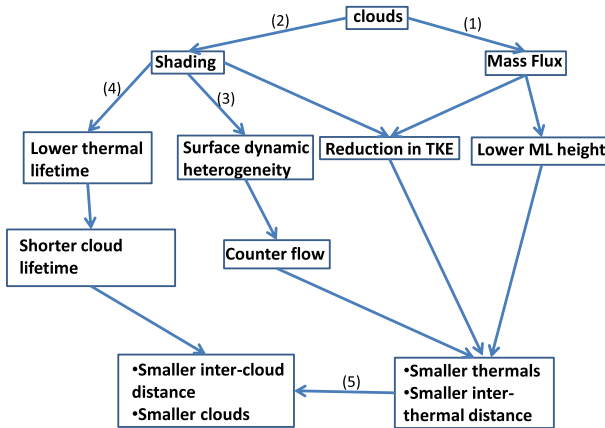 clouds
(2)
(1)
Shading
Mass Flux
(4)
(3)
Lower thermal
lifetime
Surface dynamic
heterogeneity
Reduction in TKE
Lower ML height
Shorter cloud
lifetime
Counter flow
•Smaller inter-cloud
distance
•Smaller clouds
(5)
•Smaller thermals
•Smaller inter-
thermal distance